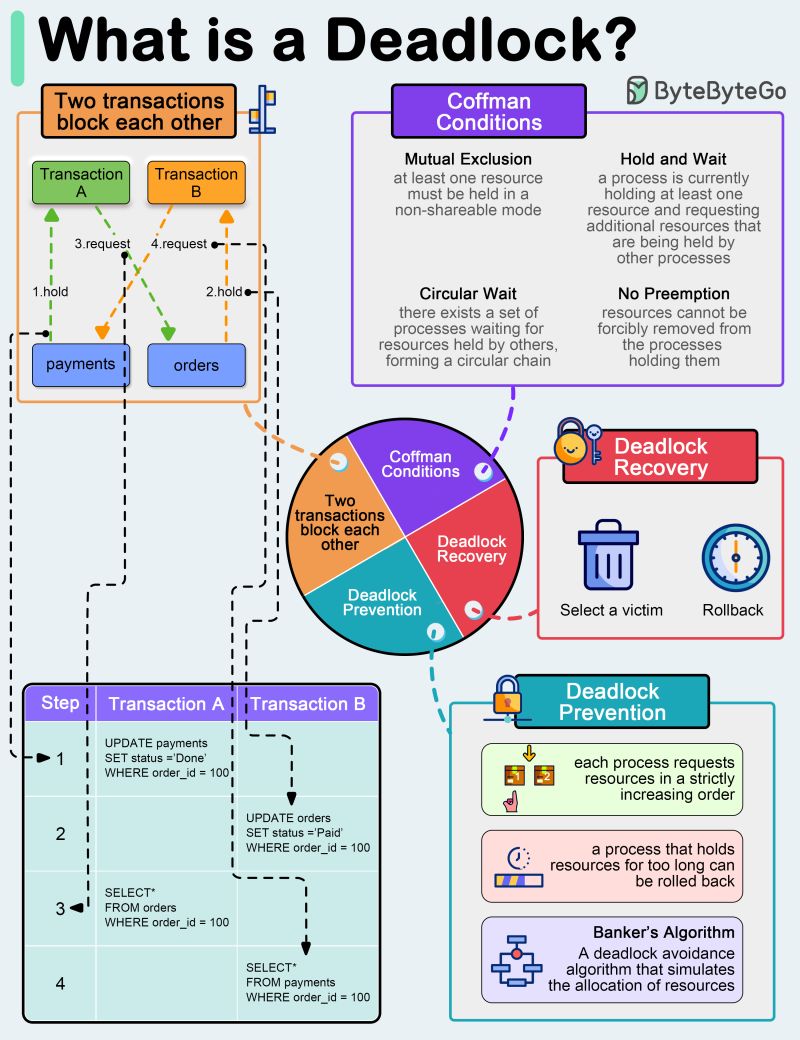 What is a Deadlock?
ByteByteGo
Two transactions
block each other
Transaction
A
Transaction
B
3.request
4.request
1.hold
2.hold
payments
orders
Coffman
Conditions
Mutual Exclusion
at least one resource
must be held in a
non-shareable mode
Hold and Wait
a process is currently
holding at least one
resource and requesting
additional resources that
are being held by
other processes
Circular Wait
there exists a set of
processes waiting for
resources held by others,
forming a circular chain
No Preemption
resources cannot be
forcibly removed from
the processes
holding them
Coffman
Conditions
Two
transactions
block each
other
Deadlock
Recovery
Deadlock
Prevention
Deadlock
Recovery
Select a victim
Rollback
Step
Transaction A
Transaction B
1
UPDATE payments
SET status ='Done'
WHERE order_id = 100
2
UPDATE orders
SET status ='Paid'
WHERE order_id = 100
3
SELECT*
FROM orders
WHERE order_id = 100
4
SELECT*
FROM payments
WHERE order_id = 100
Deadlock
Prevention
1
2
each process requests
resources in a strictly
increasing order
a process that holds
resources for too long can
be rolled back
Banker's Algorithm
A deadlock avoidance
algorithm that simulates
the allocation of resources